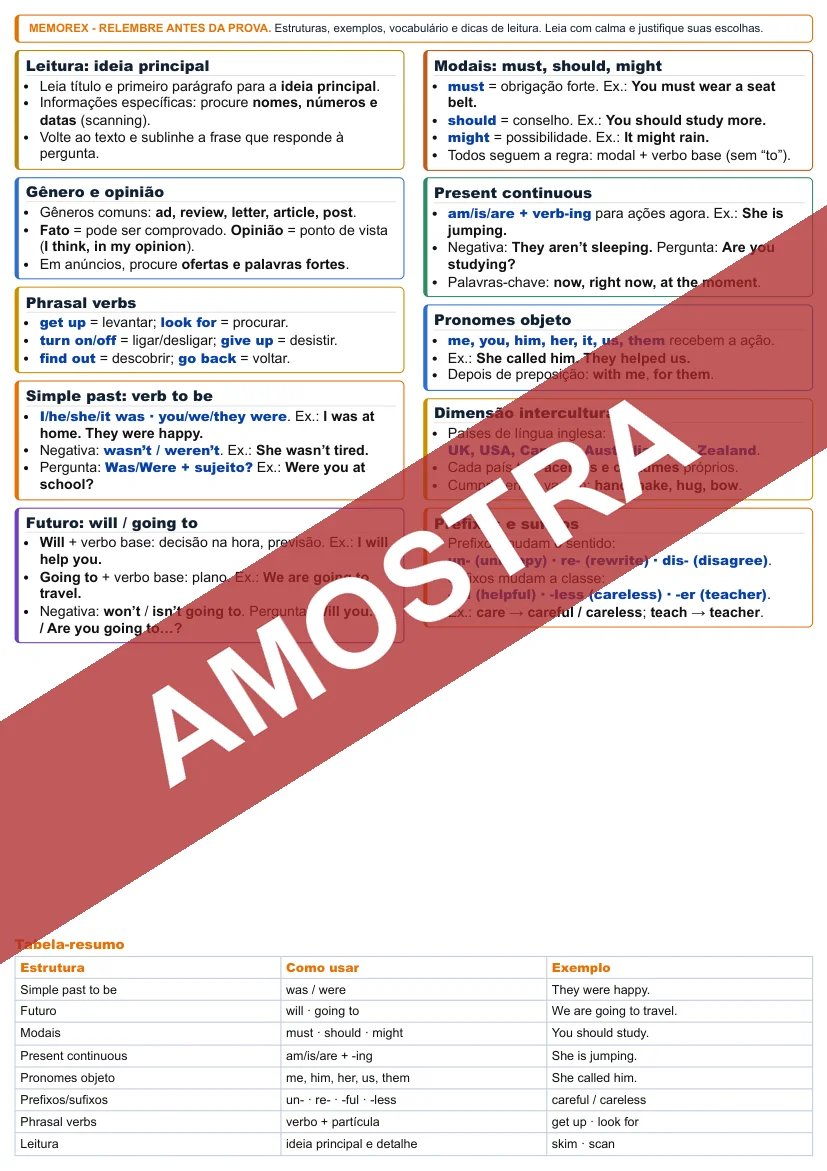 MEMOREX - RELEMBRE ANTES DA PROVA. Estruturas, exemplos, vocabulário e dicas de leitura. Leia com calma e justifique suas escolhas.
Leitura: ideia principal
• Leia título e primeiro parágrafo para a ideia principal.
• Informações específicas: procure nomes, números e
datas (scanning).
• Volte ao texto e sublinhe a frase que responde à
pergunta.
Gênero e opinião
• Gêneros comuns: ad, review, letter, article, post.
• Fato = pode ser comprovado. Opinião = ponto de vista
(I think, in my opinion).
• Em anúncios, procure ofertas e palavras fortes.
Phrasal verbs
• get up = levantar; look for = procurar.
• turn on/off = ligar/desligar; give up = desistir.
• find out = descobrir; go back = voltar.
Simple past: verb to be
• I/he/she/it was · you/we/they were. Ex.: I was at
home. They were happy.
• Negativa: wasn’t / weren’t. Ex.: She wasn’t tired.
• Pergunta: Was/Were + sujeito? Ex.: Were you at
school?
Futuro: will / going to
• Will + verbo base: decisão na hora, previsão. Ex.: I will
help you.
• Going to + verbo base: plano. Ex.: We are going to
travel.
• Negativa: won’t / isn’t going to. Pergunta: you
/ Are you going to…?
Modais: must, should, might
• must = obrigação forte. Ex.: You must wear a seat
belt.
• should = conselho. Ex.: You should study more.
• might = possibilidade. Ex.: It might rain.
• Todos seguem a regra: modal + verbo base (sem “to”).
Present continuous
• am/is/are + verb-ing para ações agora. Ex.: She is
jumping.
• Negativa: They aren’t sleeping. Pergunta: Are you
studying?
• Palavras-chave: now, right now, at the moment.
Pronomes objeto
• me, you, him, her, it, us, them recebem a ação.
• Ex.: She called him. They helped us.
• Depois de preposição: with me, for them.
Dimensão intercultural
• Países de língua inglesa:
UK, USA, Zealand.
• Cada país e próprios.
• hug, bow.
Prefixos e sufixos
• Prefixos mudam o sentido:
un- · re- (rewrite) · dis- (disagree).
mudam a classe:
(helpful) · -less (careless) · -er (teacher).
• Ex.: care → careful / careless; teach → teacher.
AMOSTRA
Tabela-resumo
Estrutura Como usar Exemplo
Simple past to be was / were They were happy.
Futuro will · going to We are going to travel.
Modais must · should · might You should study.
Present continuous am/is/are + -ing She is jumping.
Pronomes objeto me, him, her, us, them She called him.
Prefixos/sufixos un- · re- · -ful · -less careful / careless
Phrasal verbs verbo + partícula get up · look for
Leitura ideia principal e detalhe skim · scan